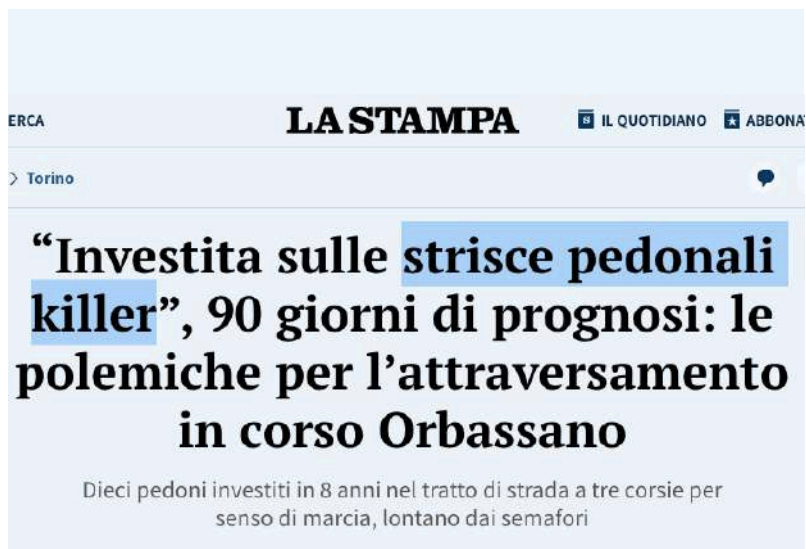 ERCA
LA STAMPA
IL QUOTIDIANO
ABBONA
> Torino
“Investita sulle strisce pedonali
killer”, 90 giorni di prognosi: le
polemiche per l’attraversamento
in corso Orbassano
Dieci pedoni investiti in 8 anni nel tratto di strada a tre corsie per
senso di marcia, lontano dai semafori